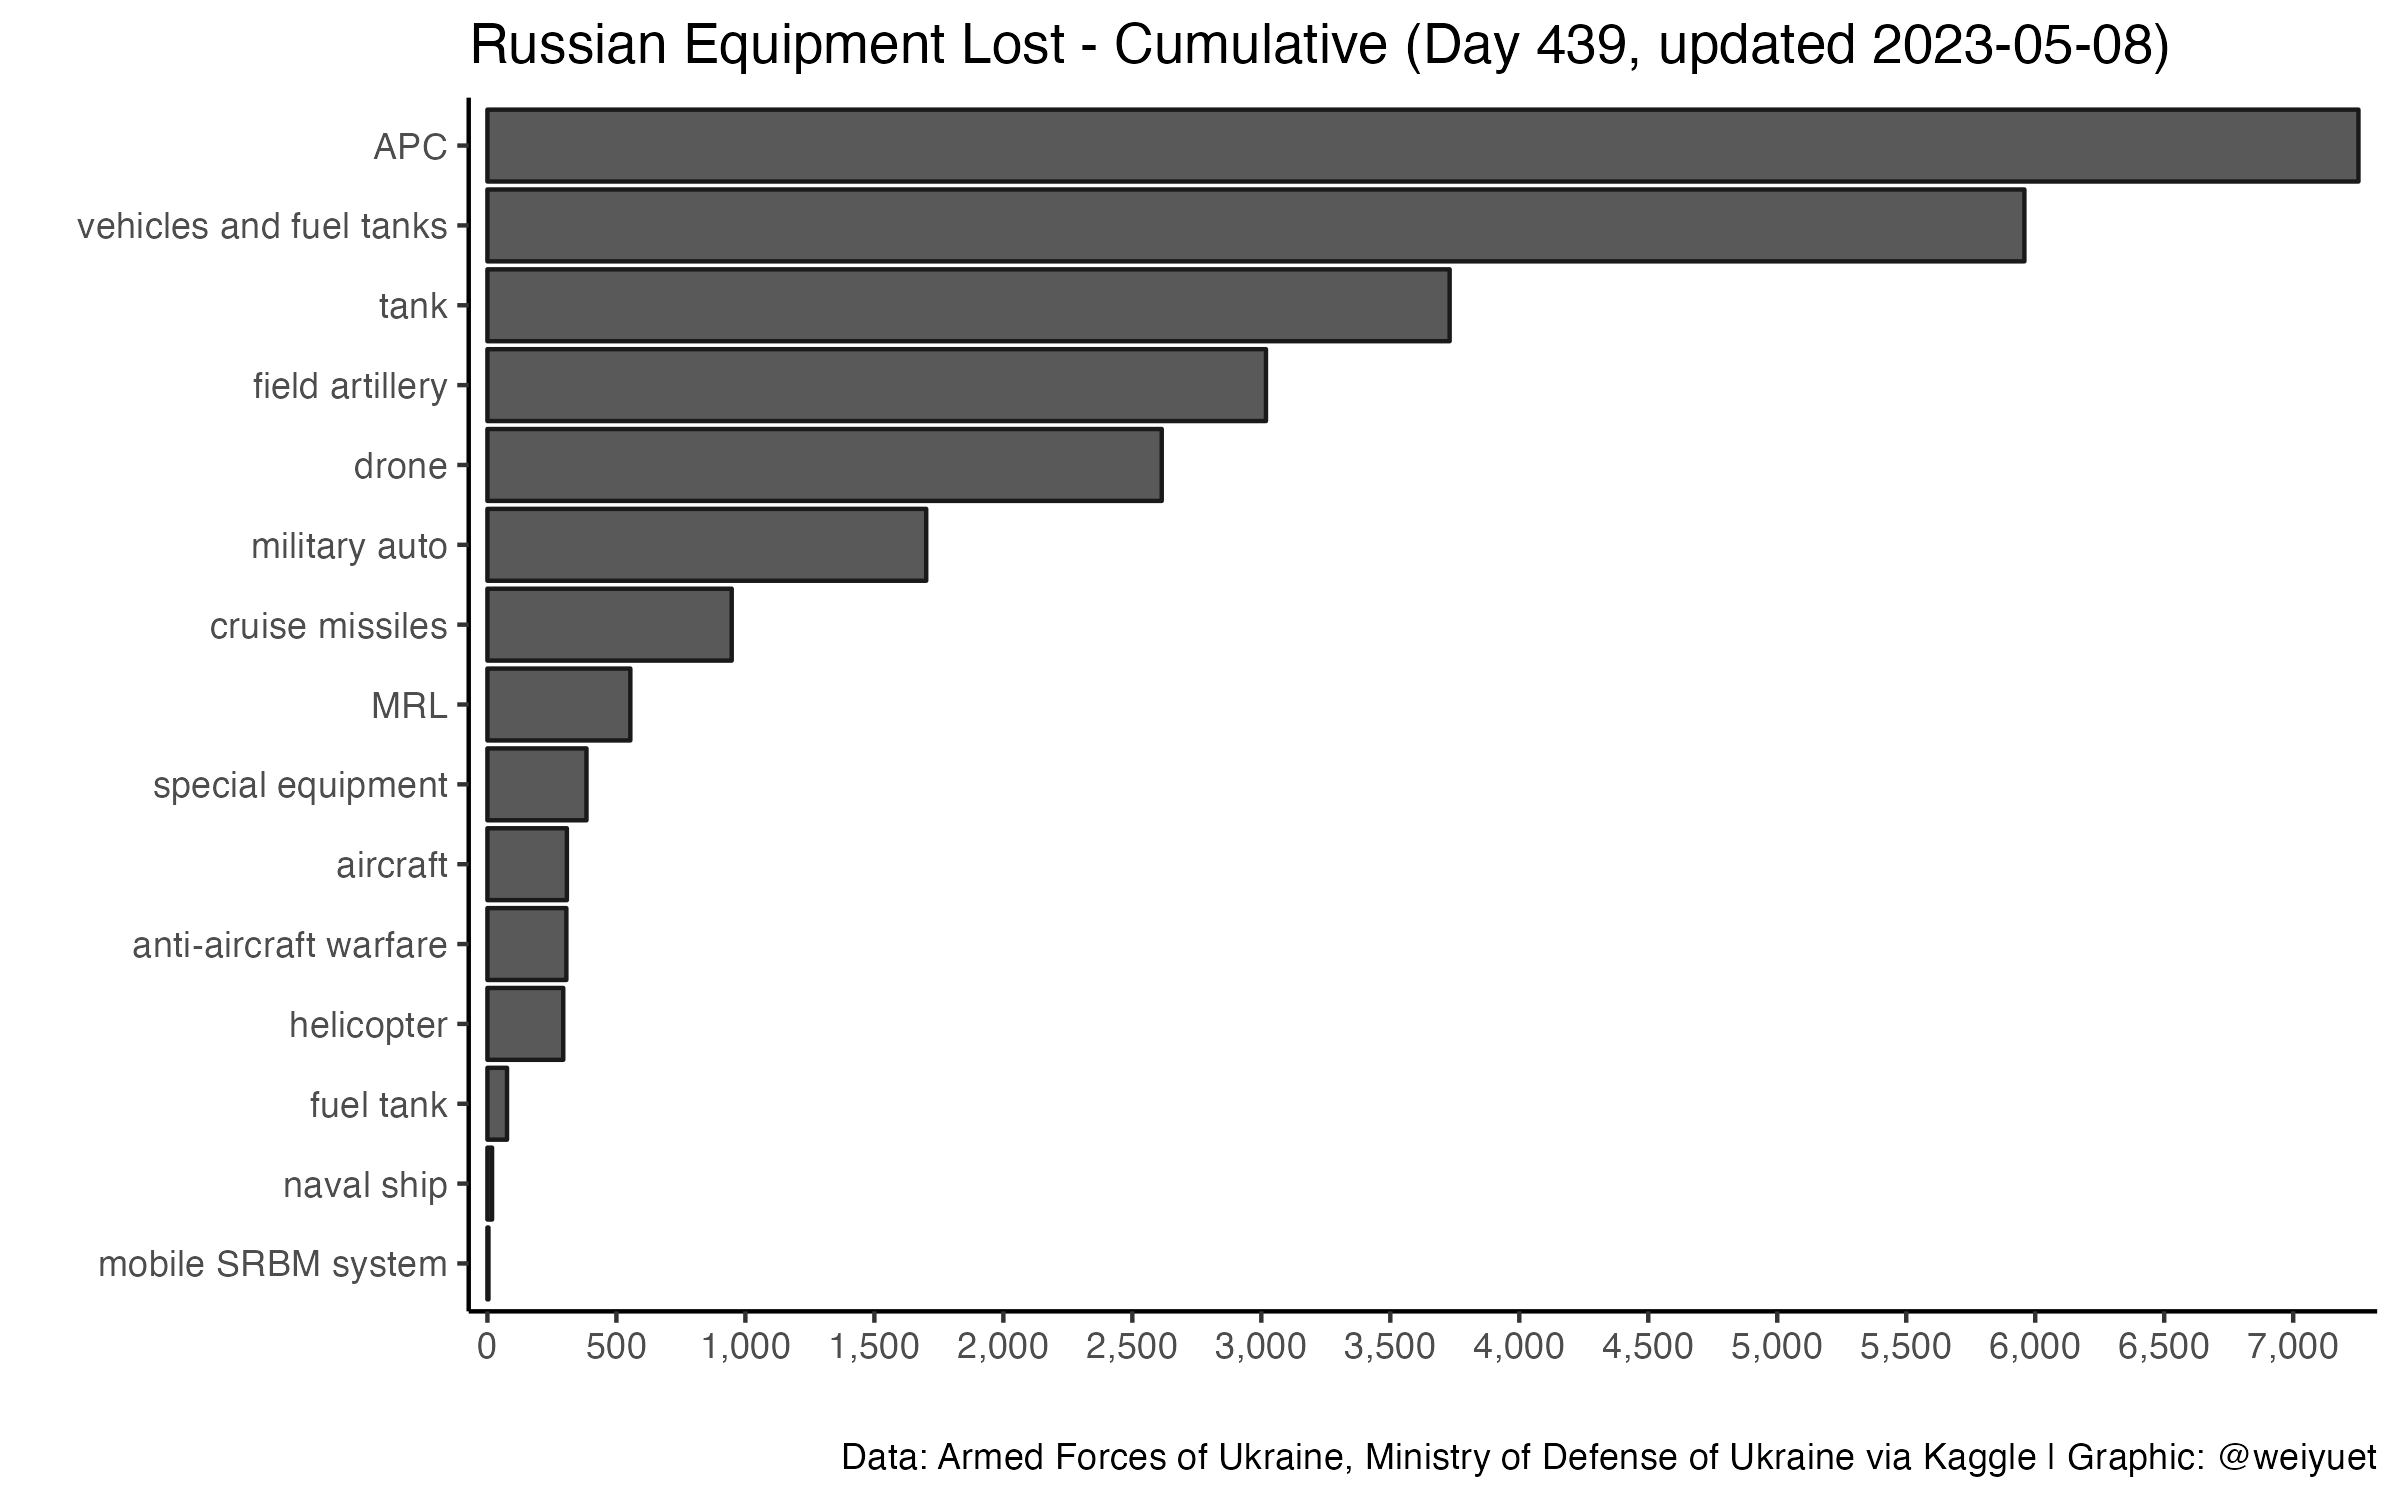 Russian Equipment Lost - Cumulative (Day 439, updated 2023-05-08)
APC
vehicles and fuel tanks
tank
field artillery
drone
military auto
cruise missiles
MRL
special equipment
aircraft
anti-aircraft warfare
helicopter
fuel tank
naval ship
mobile SRBM system
0 500 1,000 1,500 2,000 2,500 3,000 3,500 4,000 4,500 5,000 5,500 6,000 6,500 7,000
Data: Armed Forces of Ukraine, Ministry of Defense of Ukraine via Kaggle | Graphic: @weiyuet